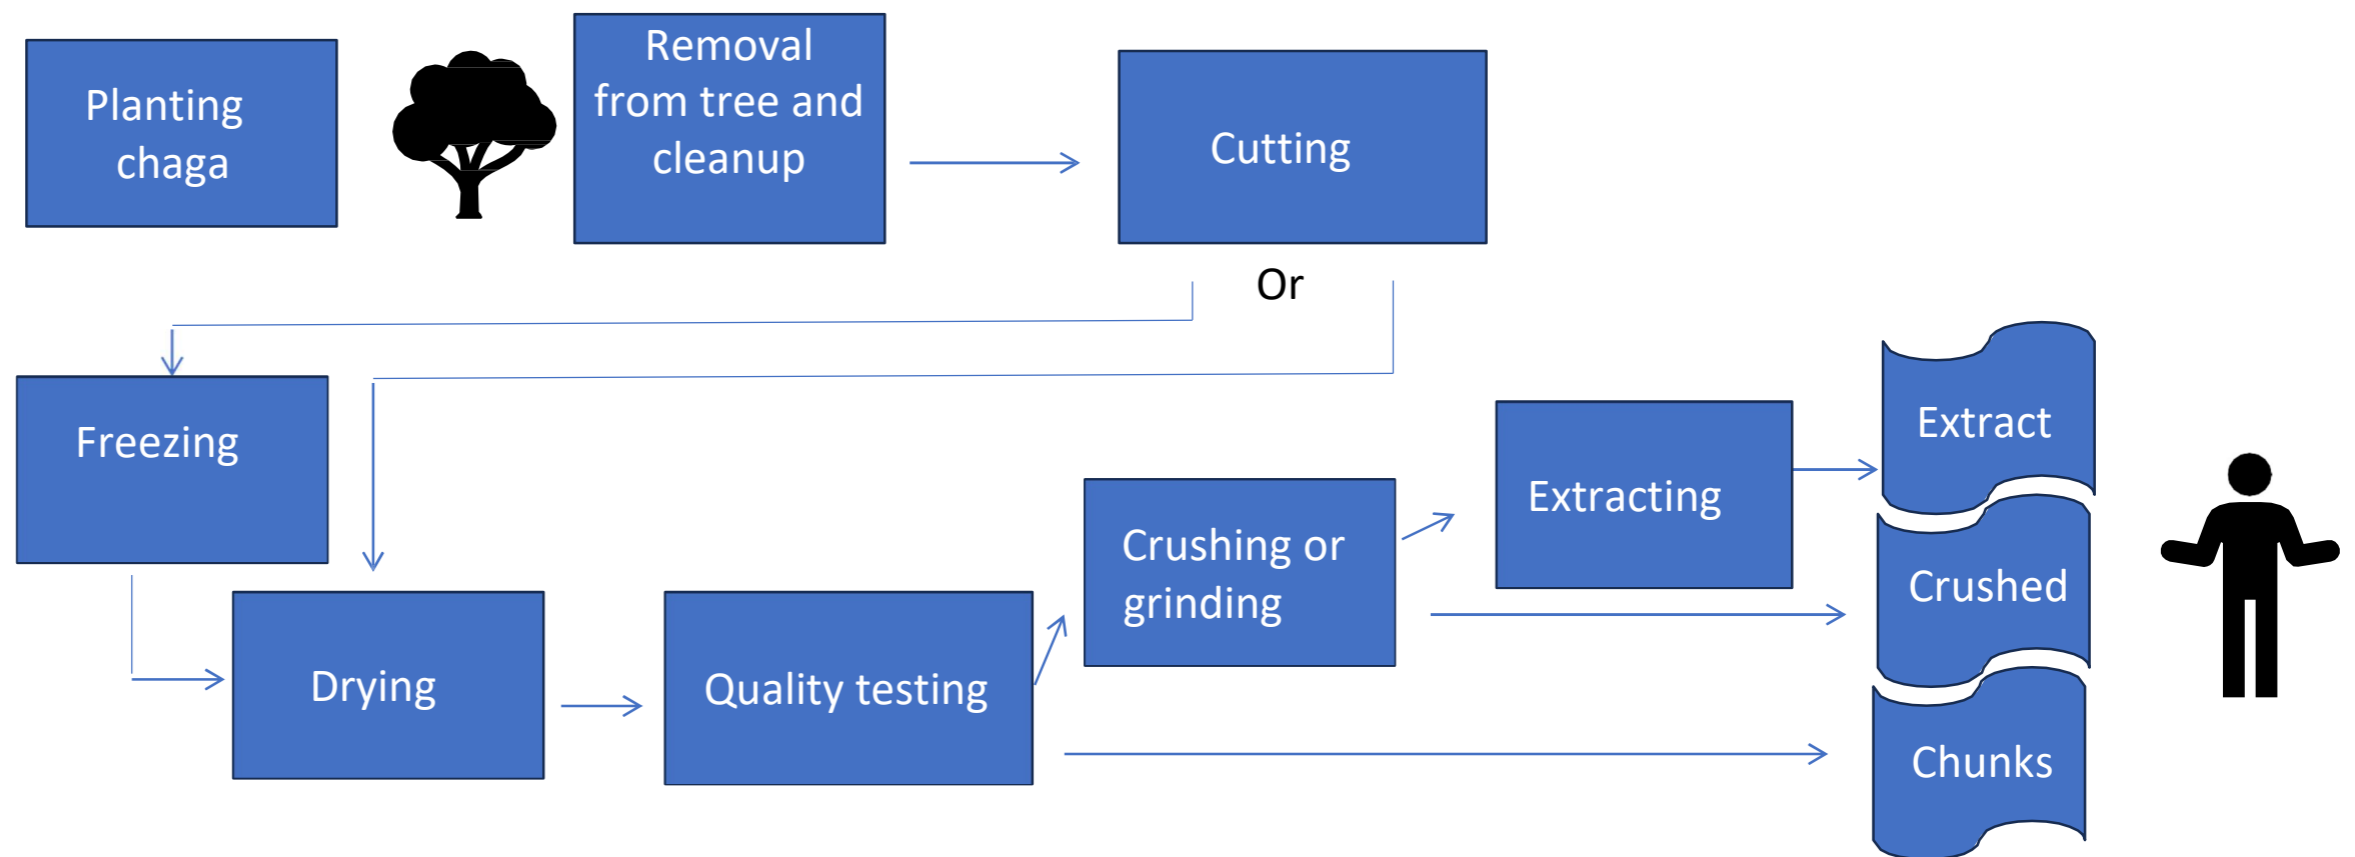 Planting
chaga
Removal
from tree and
cleanup
Cutting
Or
Freezing
Drying
Quality testing
Crushing or
grinding
Extracting
Extract
Crushed
Chunks